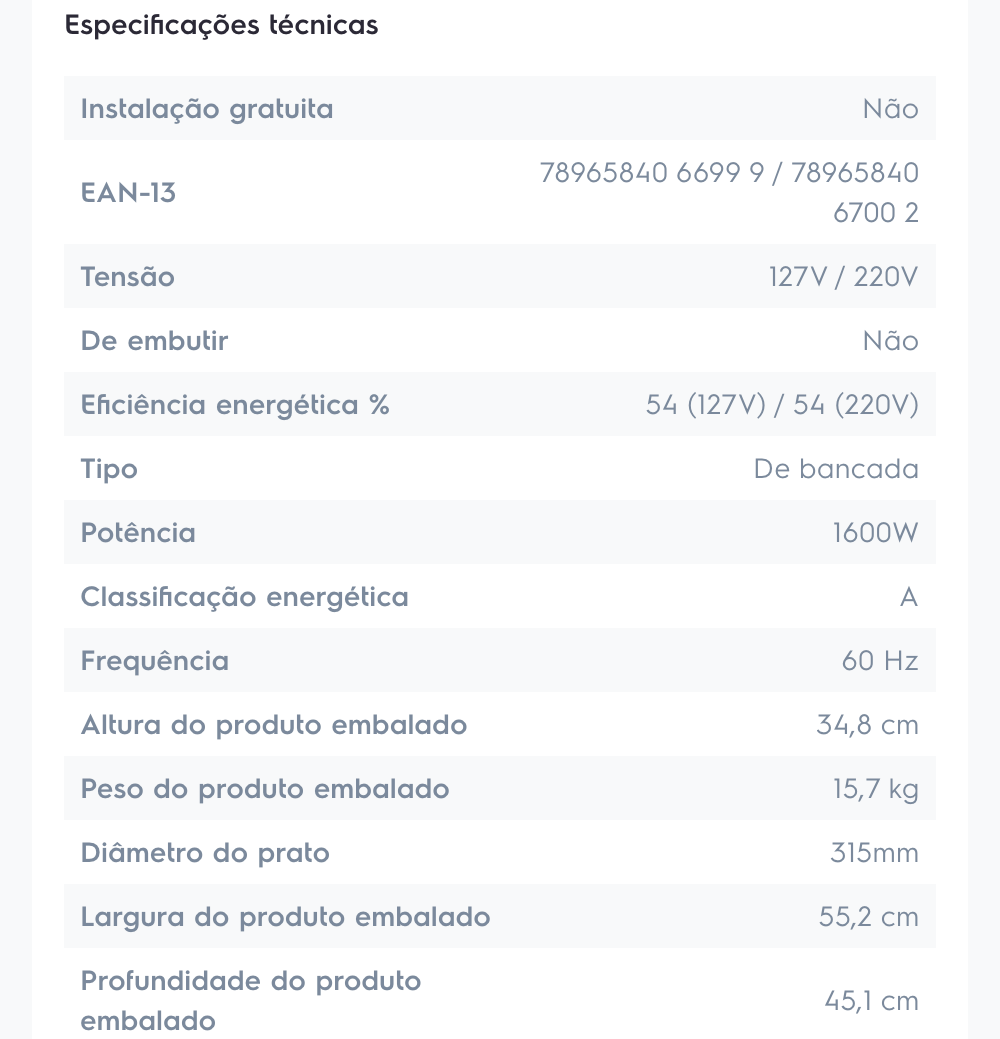 Especificações técnicas
Instalação gratuita Não
EAN-13 78965840 6699 9 / 78965840
6700 2
Tensão 127V / 220V
De embutir Não
Eficiência energética % 54 (127V) / 54 (220V)
Tipo De bancada
Potência 1600W
Classificação energética A
Frequência 60 Hz
Altura do produto embalado 34,8 cm
Peso do produto embalado 15,7 kg
Diâmetro do prato 315mm
Largura do produto embalado 55,2 cm
Profundidade do produto
embalado 45,1 cm